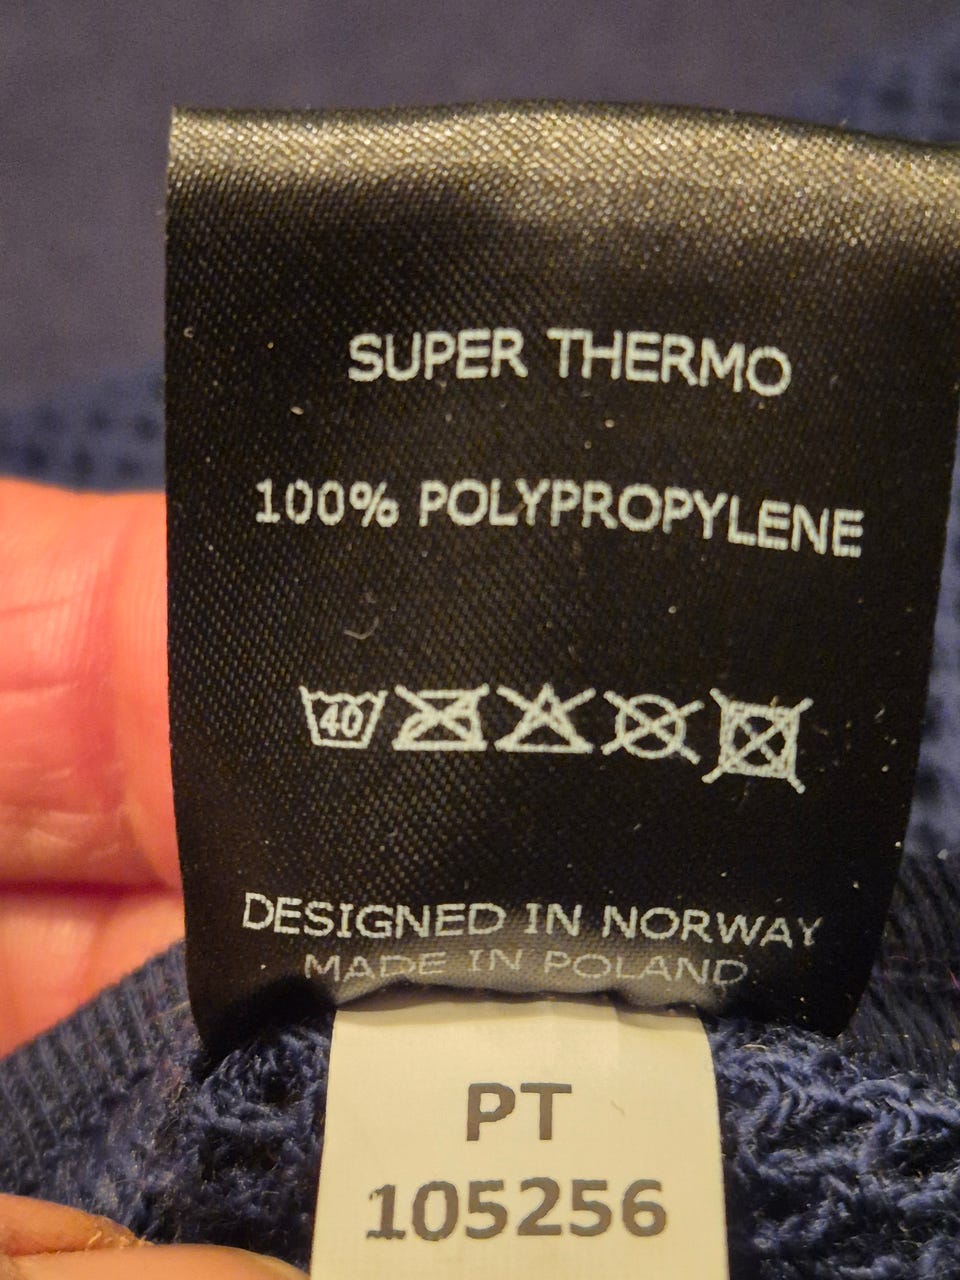 SUPER THERMO
100% POLYPROPYLENE
40
DESIGNED IN NORWAY
MADE IN POLAND
PT
105256